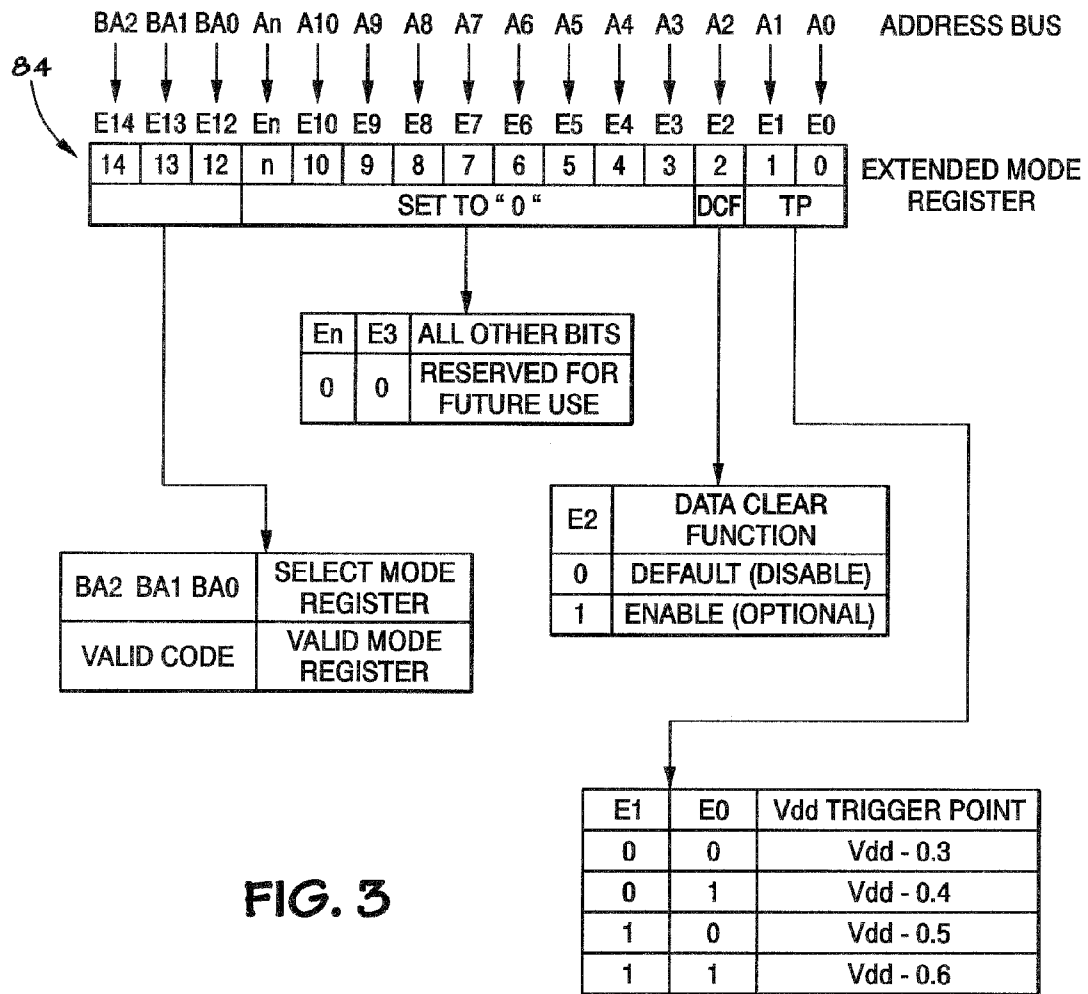 BA2 BA1 BA0 An A10 A9 A8 A7 A6 A5 A4 A3 A2 A1 A0 ADDRESS BUS
84
E14 E13 E12 En E10 E9 E8 E7 E6 E5 E4 E3 E2 E1 E0
14 13 12 n 10 9 8 7 6 5 4 3 2 1 0 EXTENDED MODE
REGISTER
SET TO “ 0 “ DCF TP
En E3 ALL OTHER BITS
0 0 RESERVED FOR
FUTURE USE
E2 DATA CLEAR
FUNCTION
0 DEFAULT (DISABLE)
1 ENABLE (OPTIONAL)
BA2 BA1 BA0 SELECT MODE
REGISTER
VALID CODE VALID MODE
REGISTER
E1 E0 Vdd TRIGGER POINT
0 0 Vdd - 0.3
0 1 Vdd - 0.4
1 0 Vdd - 0.5
1 1 Vdd - 0.6
FIG. 3